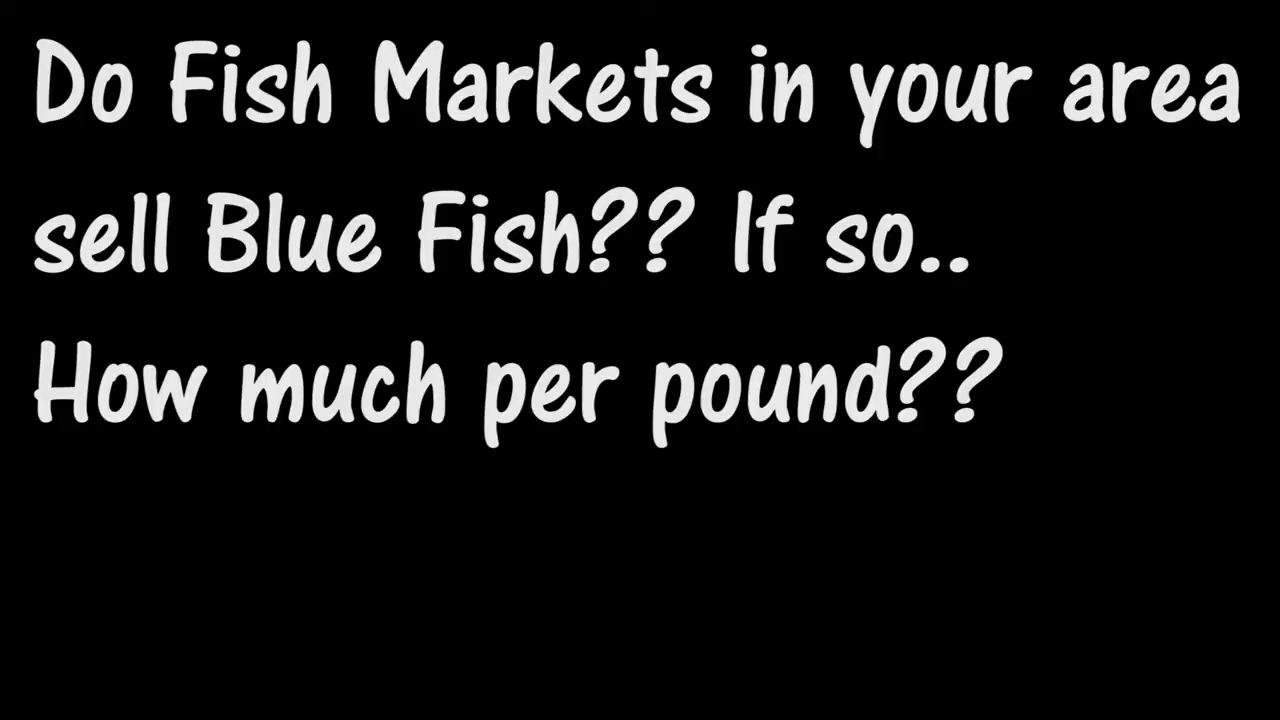 Do Fish Markets in your area
sell Blue Fish?? If so..
How much per pound??